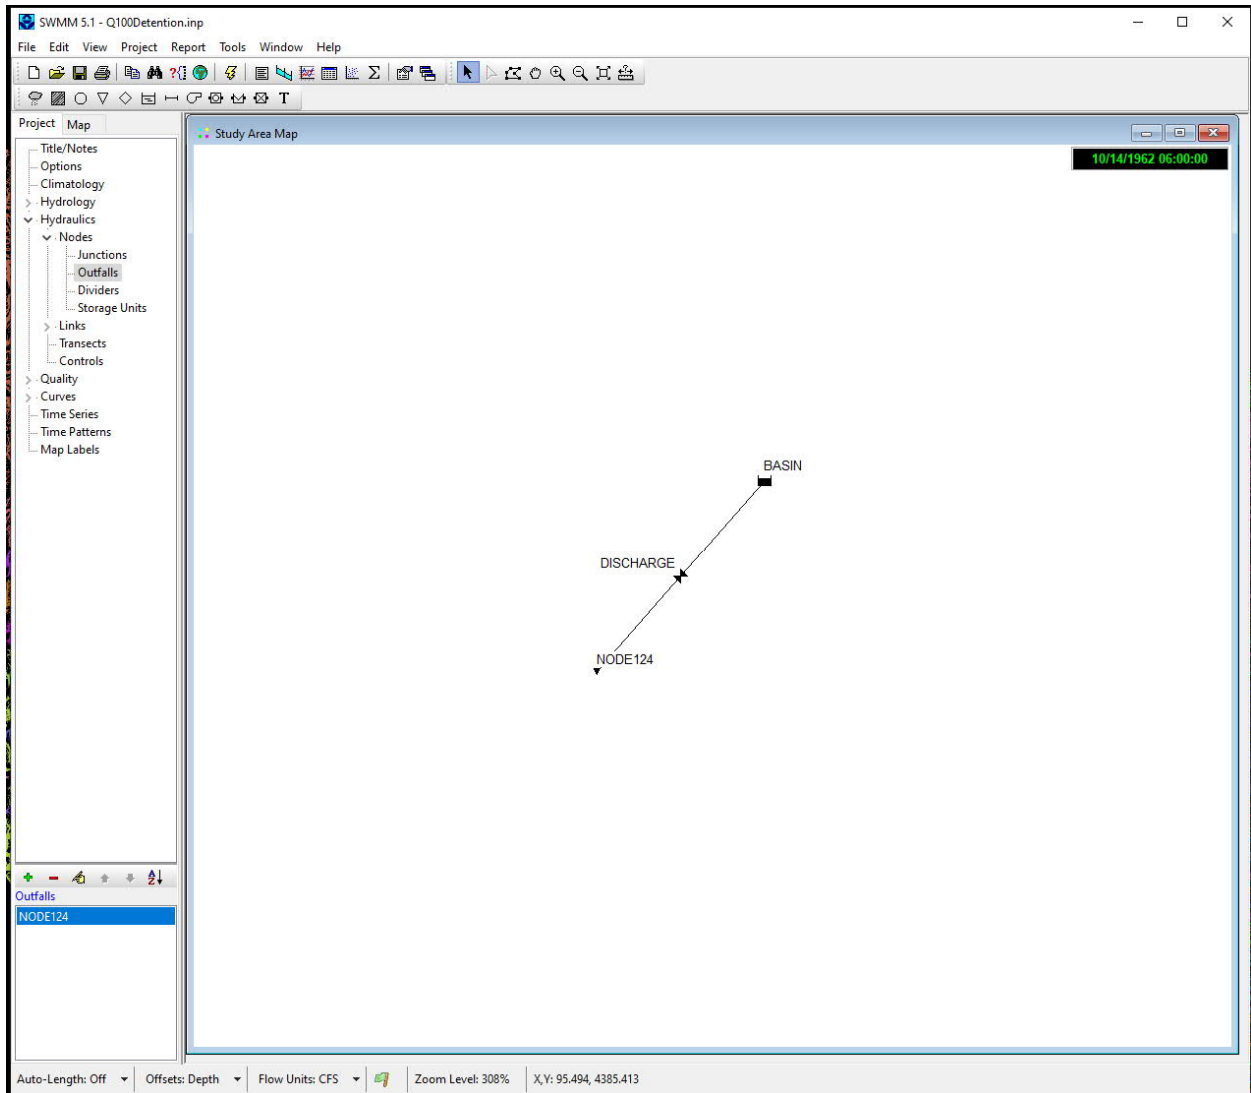 SWMM 5.1 - Q100Detention.inp
File Edit View Project Report Tools Window Help
T
Project Map
Study Area Map
10/14/1962 06:00:00
Title/Notes
Options
Climatology
Hydrology
Hydraulics
Nodes
Junctions
Outfalls
Dividers
Storage Units
Links
Transects
Controls
Quality
Curves
Time Series
Time Patterns
Map Labels
BASIN
DISCHARGE
NODE124
Outfalls
NODE124
Auto-Length: Off Offsets: Depth Flow Units: CFS Zoom Level: 308% X,Y: 95.494, 4385.413